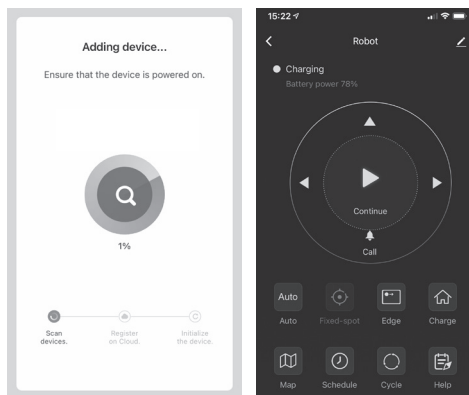 Adding device...
Ensure that the device is powered on.
1%
Scan
devices.
Register
on Cloud.
Initialize
the device.
15:22
Robot
Charging
Battery power 78%
Continue
Call
Auto
Auto
Fixed-spot
Edge
Charge
Map
Schedule
Cycle
Help